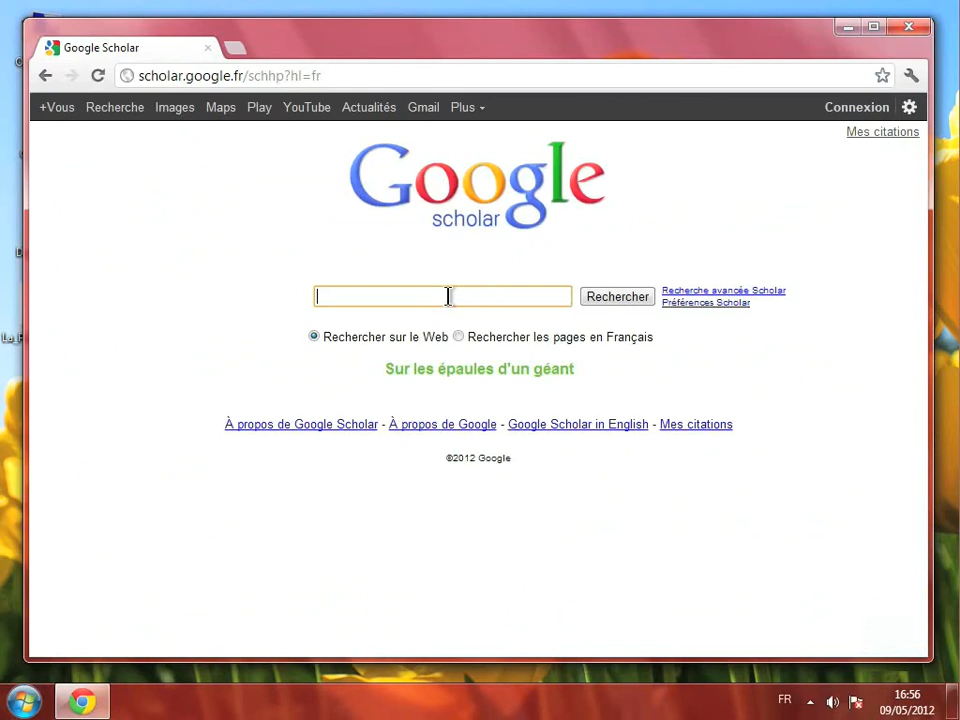 Google Scholar
scholar.google.fr/schhp?hl=fr
+Vous Recherche Images Maps Play YouTube Actualités Gmail Plus Connexion
Mes citations
Google
scholar
Rechercher
Recherche avancée Scholar
Préférences Scholar
Rechercher sur le Web Rechercher les pages en Français
Sur les épaules d'un géant
À propos de Google Scholar - À propos de Google - Google Scholar in English - Mes citations
©2012 Google
FR
16:56
09/05/2012